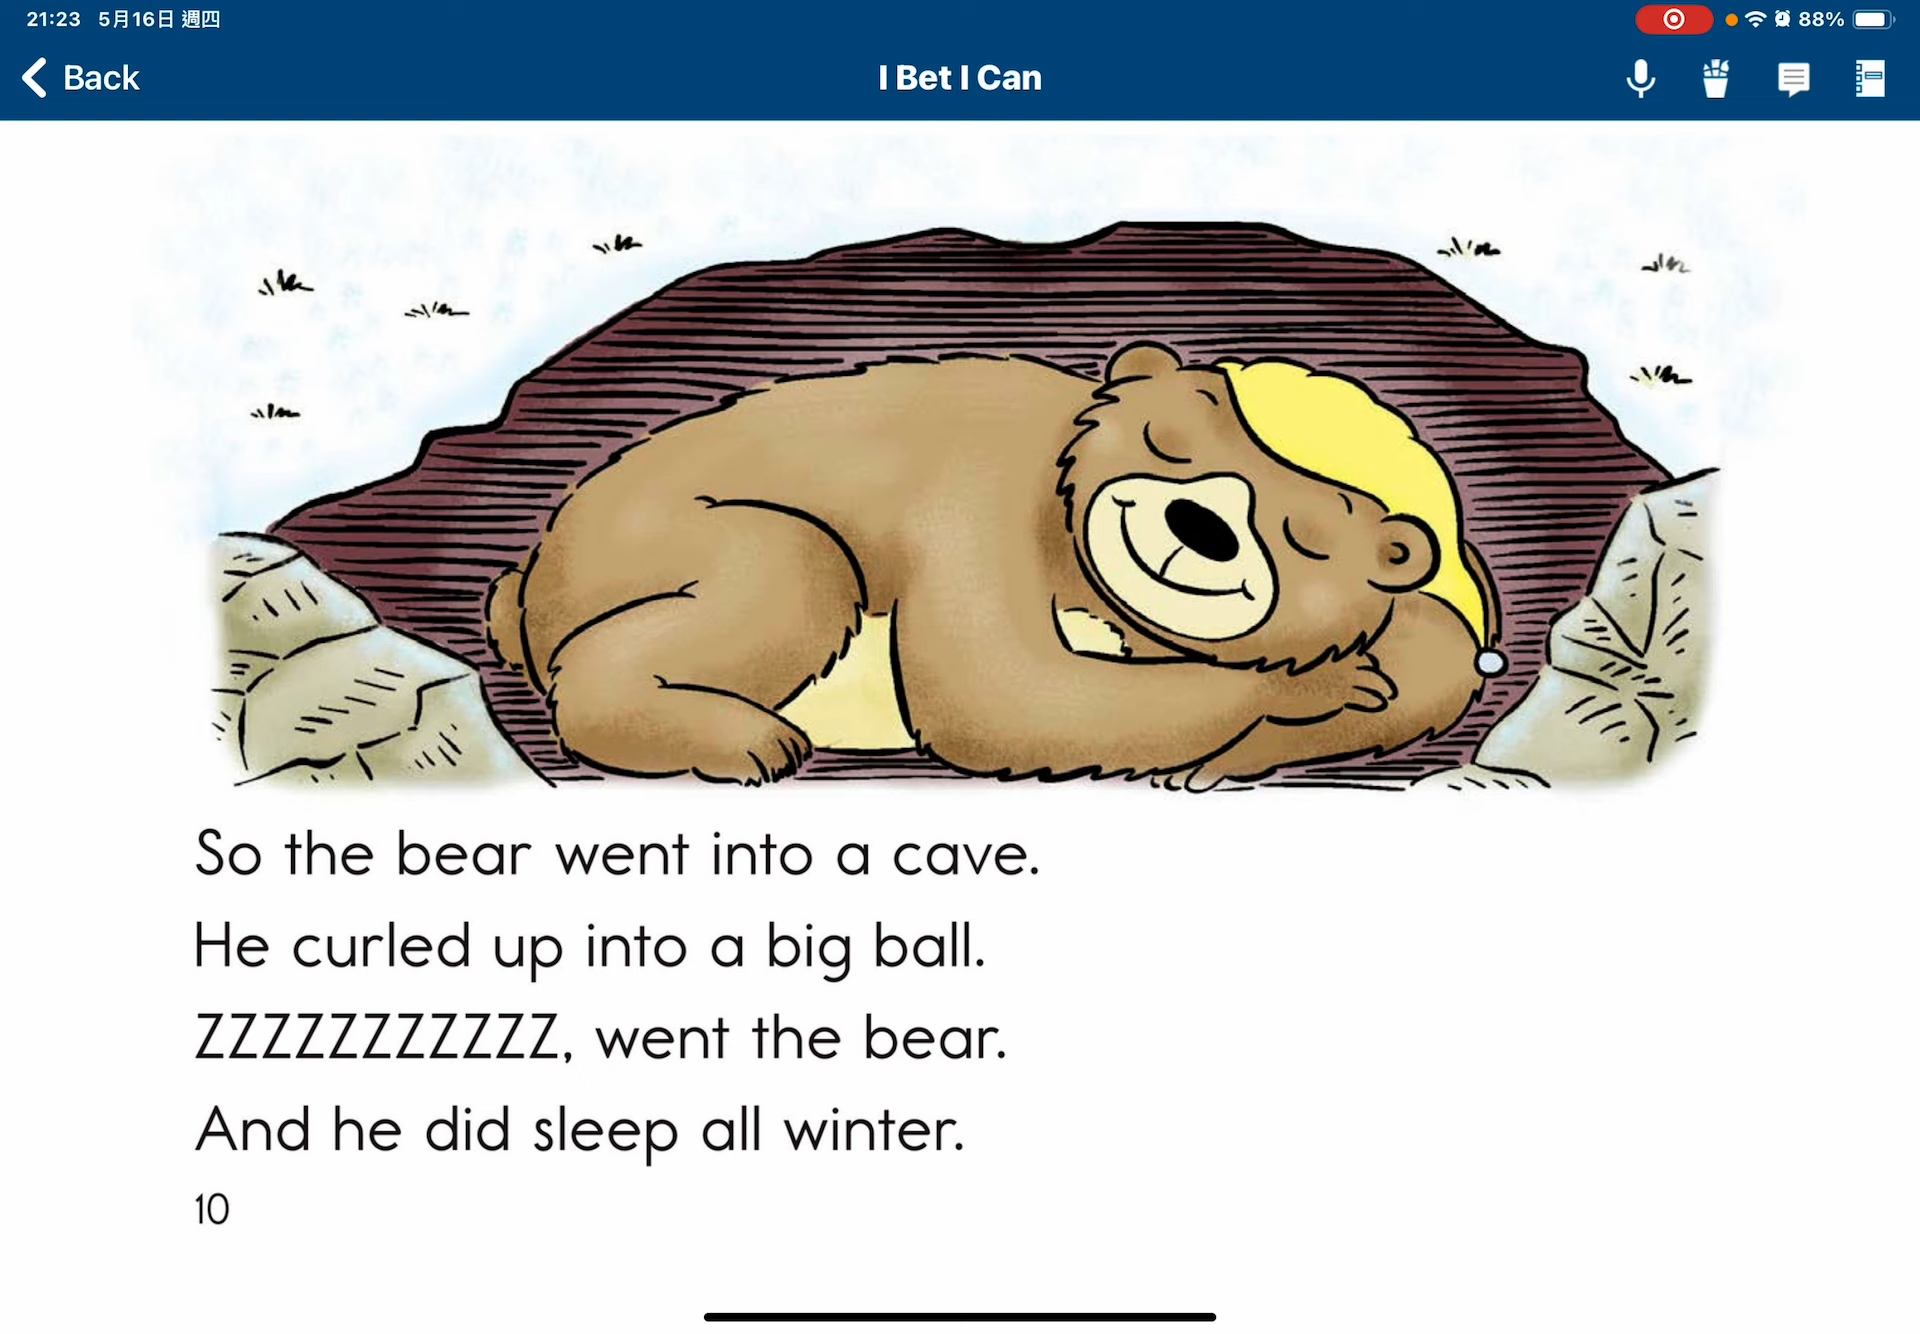 21:23 5月16日 週四 88%
Back I Bet I Can
So the bear went into a cave.
He curled up into a big ball.
ZZZZZZZZZZZ, went the bear.
And he did sleep all winter.
10